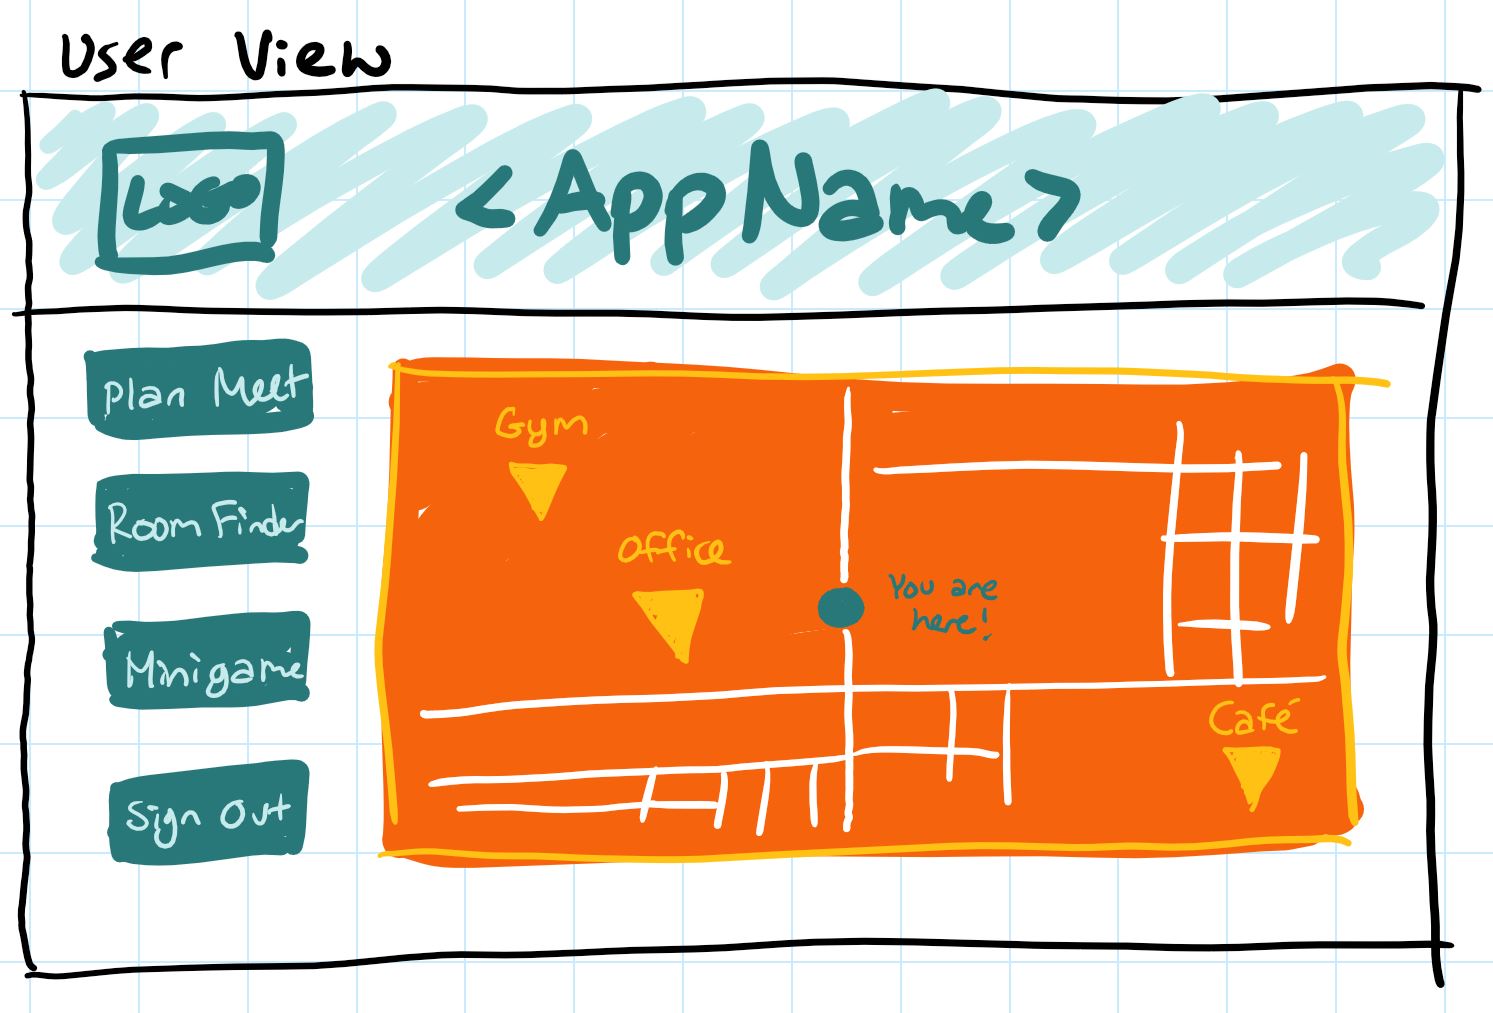 User View
LOGO
<AppName>
Plan Meet
Room Finder
Minigame
Sign Out
Gym
Office
You are
here!
Café